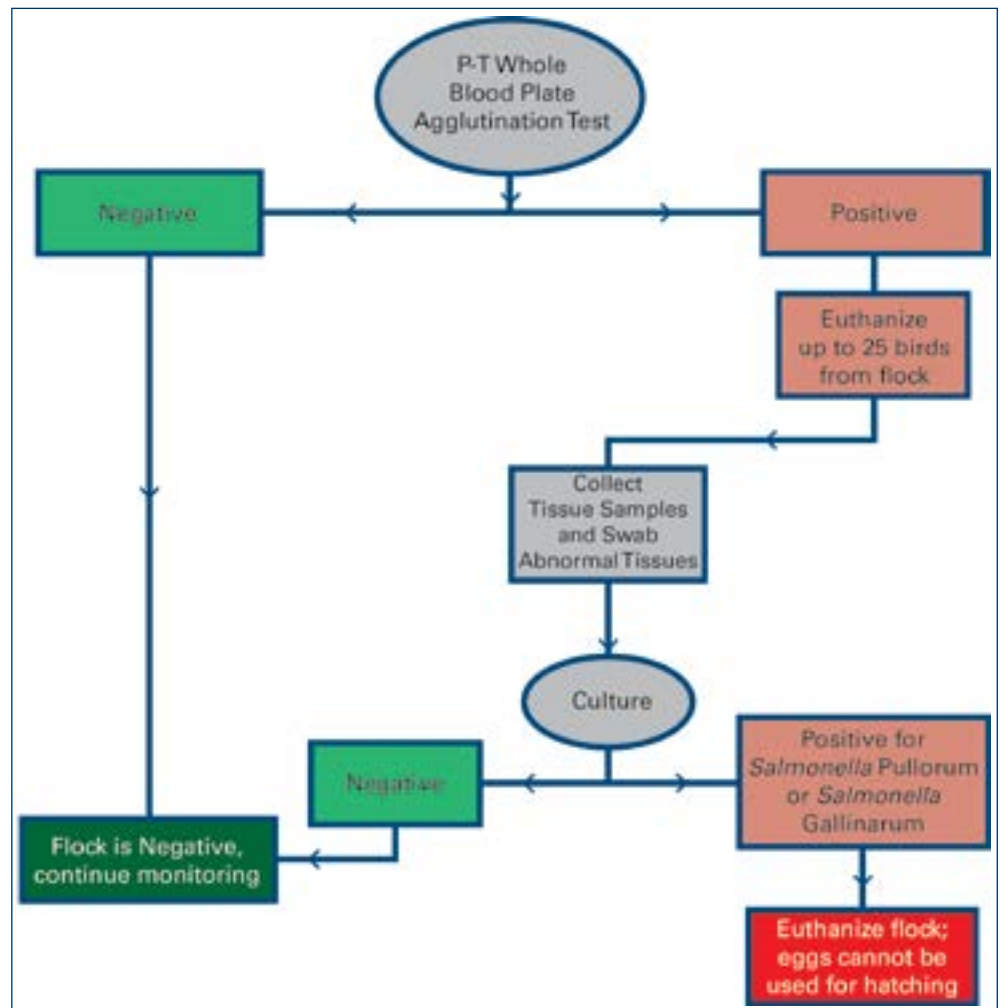 P-T Whole
Blood Plate
Agglutination Test
Negative
Positive
Euthanize
up to 25 birds
from flock
Collect
Tissue Samples
and Swab
Abnormal Tissues
Culture
Negative
Positive for
Salmonella Pullorum
or Salmonella
Gallinarum
Flock is Negative,
continue monitoring
Euthanize flock;
eggs cannot be
used for hatching